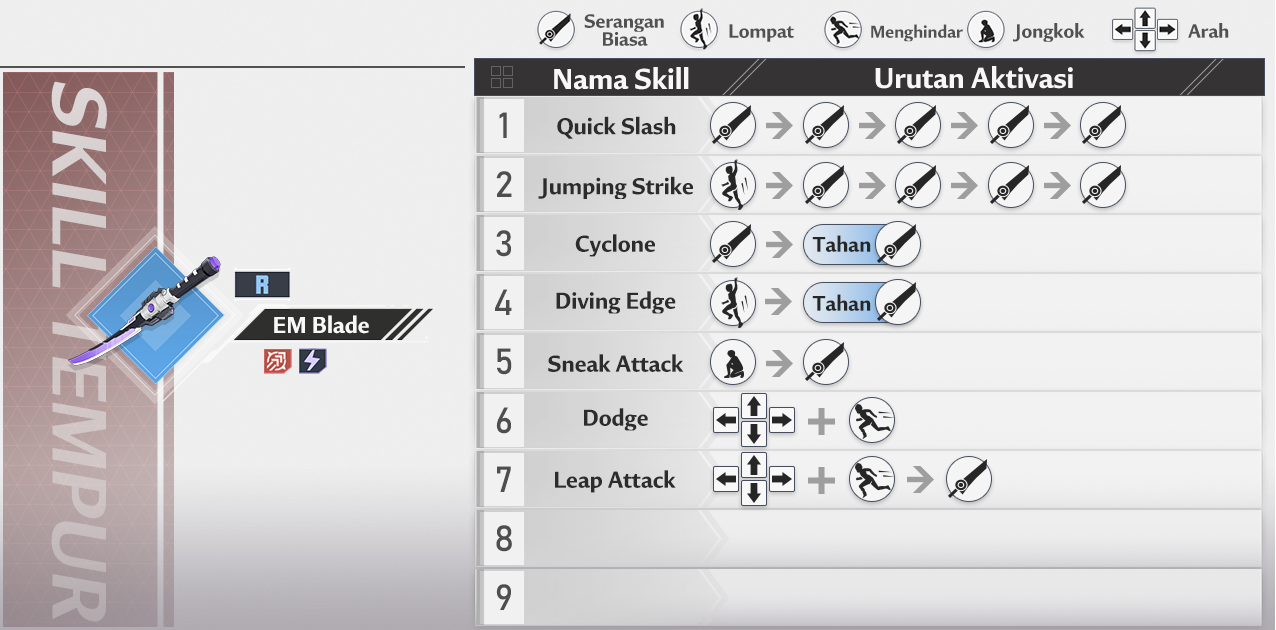 Serangan
Biasa
Lompat
Menghindar
Jongkok
Arah
SKILL TEMPUR
R
EM Blade
Nama Skill
Urutan Aktivasi
1 Quick Slash
2 Jumping Strike
3 Cyclone Tahan
4 Diving Edge Tahan
5 Sneak Attack
6 Dodge
7 Leap Attack
8
9